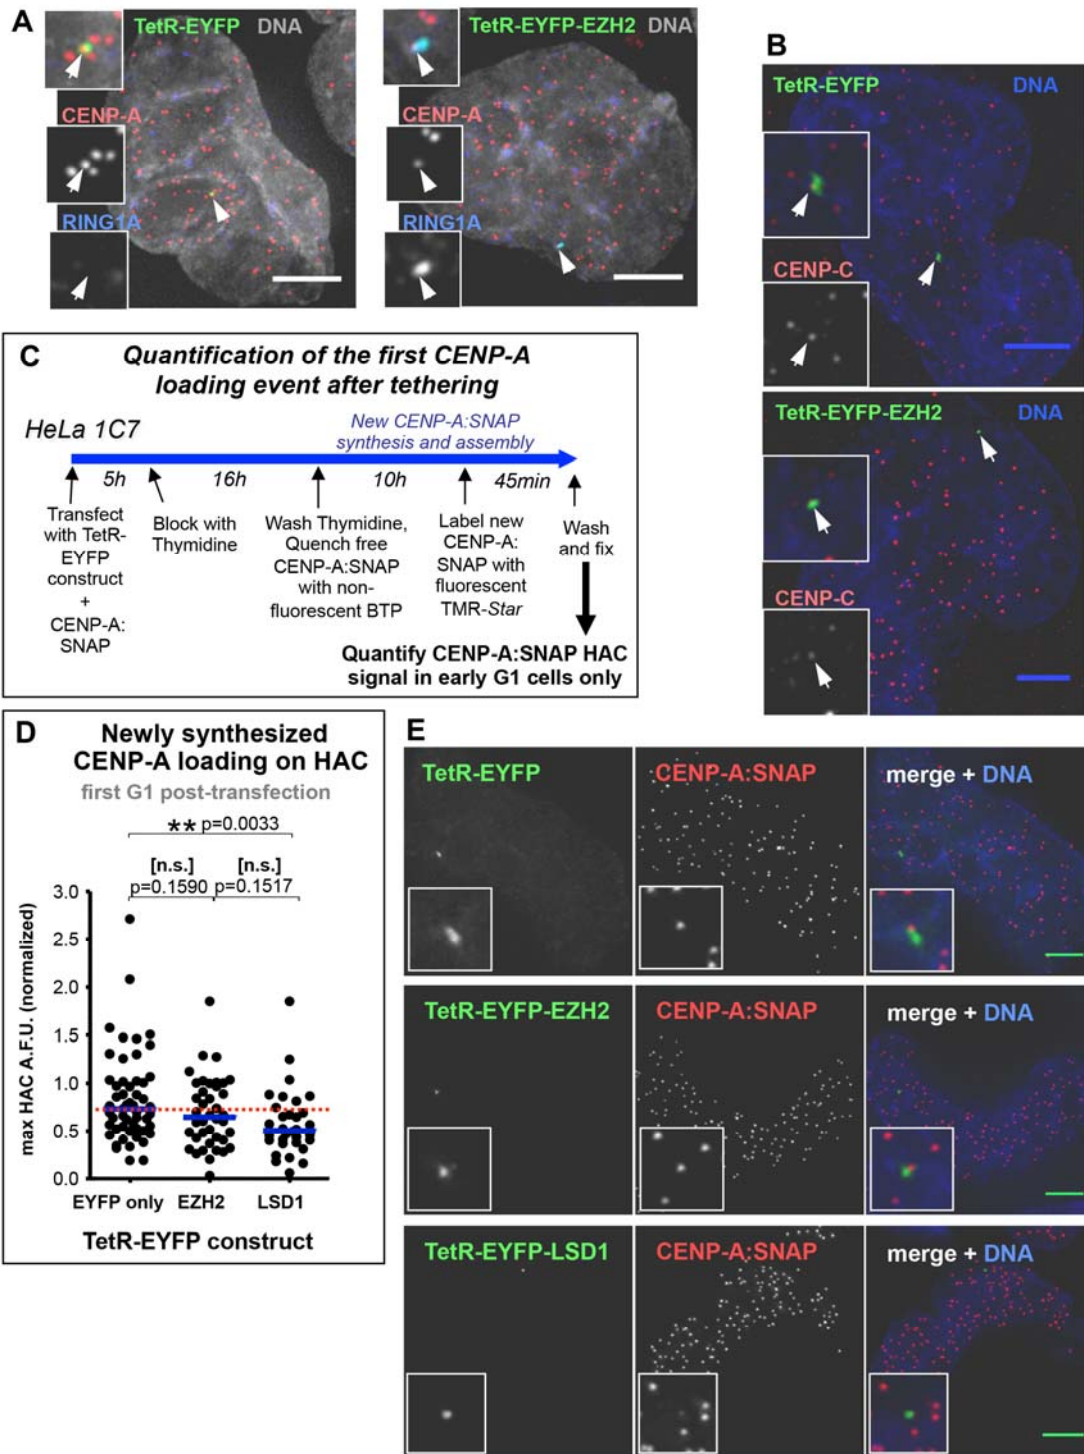 A
TetR-EYFP DNA
CENP-A
RING1A
TetR-EYFP-EZH2 DNA
CENP-A
RING1A
B
TetR-EYFP DNA
CENP-C
TetR-EYFP-EZH2 DNA
CENP-C
C
Quantification of the first CENP-A
loading event after tethering
HeLa 1C7
New CENP-A:SNAP
synthesis and assembly
5h 16h 10h 45min
Transfect
with TetR-
EYFP
construct
+
CENP-A:
SNAP
Block with
Thymidine
Wash Thymidine,
Quench free
CENP-A:SNAP
with non-
fluorescent BTP
Label new
CENP-A:
SNAP with
fluorescent
TMR-Star
Wash
and fix
Quantify CENP-A:SNAP HAC
signal in early G1 cells only
D
Newly synthesized
CENP-A loading on HAC
first G1 post-transfection
** p=0.0033
[n.s.] [n.s.]
p=0.1590 p=0.1517
max HAC A.F.U. (normalized)
3.0
2.5
2.0
1.5
1.0
0.5
0.0
EYFP only EZH2 LSD1
TetR-EYFP construct
E
TetR-EYFP CENP-A:SNAP merge + DNA
TetR-EYFP-EZH2 CENP-A:SNAP merge + DNA
TetR-EYFP-LSD1 CENP-A:SNAP merge + DNA